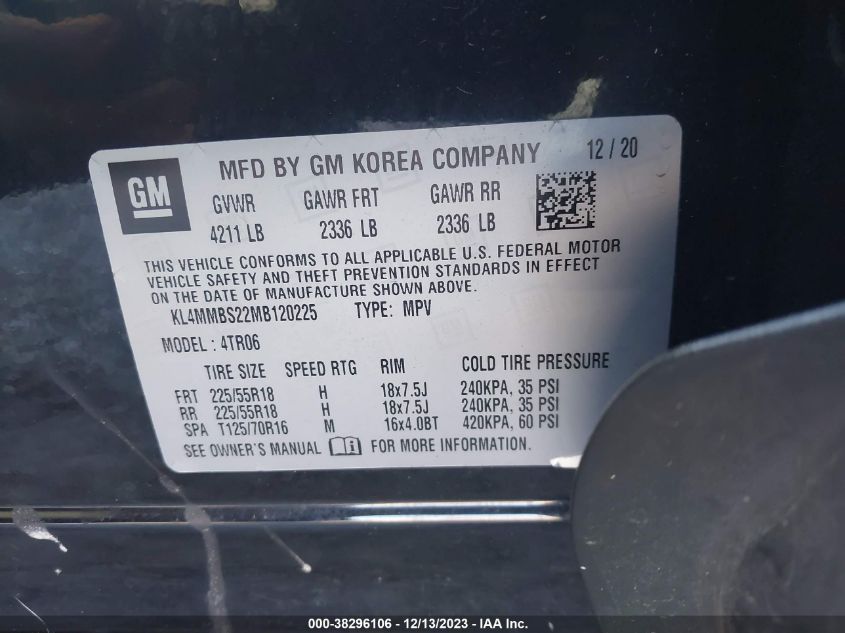 GM
MFD BY GM KOREA COMPANY 12 / 20
GVWR GAWR FRT GAWR RR
4211 LB 2336 LB 2336 LB
THIS VEHICLE CONFORMS TO ALL APPLICABLE U.S. FEDERAL MOTOR
VEHICLE SAFETY AND THEFT PREVENTION STANDARDS IN EFFECT
ON THE DATE OF MANUFACTURE SHOWN ABOVE.
KL4MMBS22MB120225 TYPE: MPV
MODEL : 4TR06
TIRE SIZE SPEED RTG RIM COLD TIRE PRESSURE
FRT 225/55R18 H 18x7.5J 240KPA, 35 PSI
RR 225/55R18 H 18x7.5J 240KPA, 35 PSI
SPA T125/70R16 M 16x4.0BT 420KPA, 60 PSI
SEE OWNER'S MANUAL i FOR MORE INFORMATION.
000-38296106 - 12/13/2023 - IAA Inc.